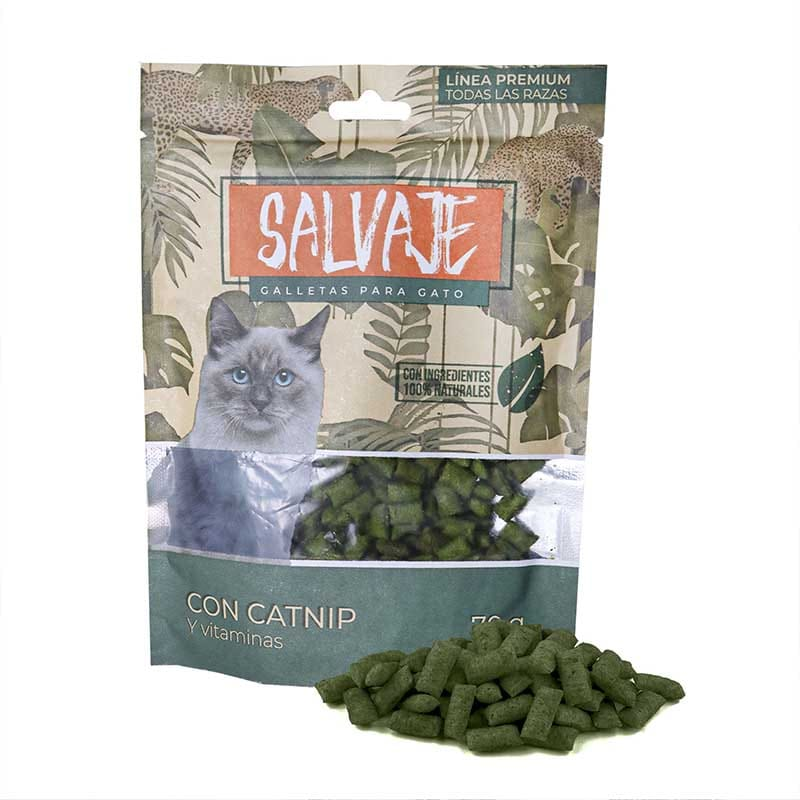 LÍNEA PREMIUM
TODAS LAS RAZAS
SALVAJE
GALLETAS PARA GATO
CON INGREDIENTES
100% NATURALES
CON CATNIP
Y vitaminas